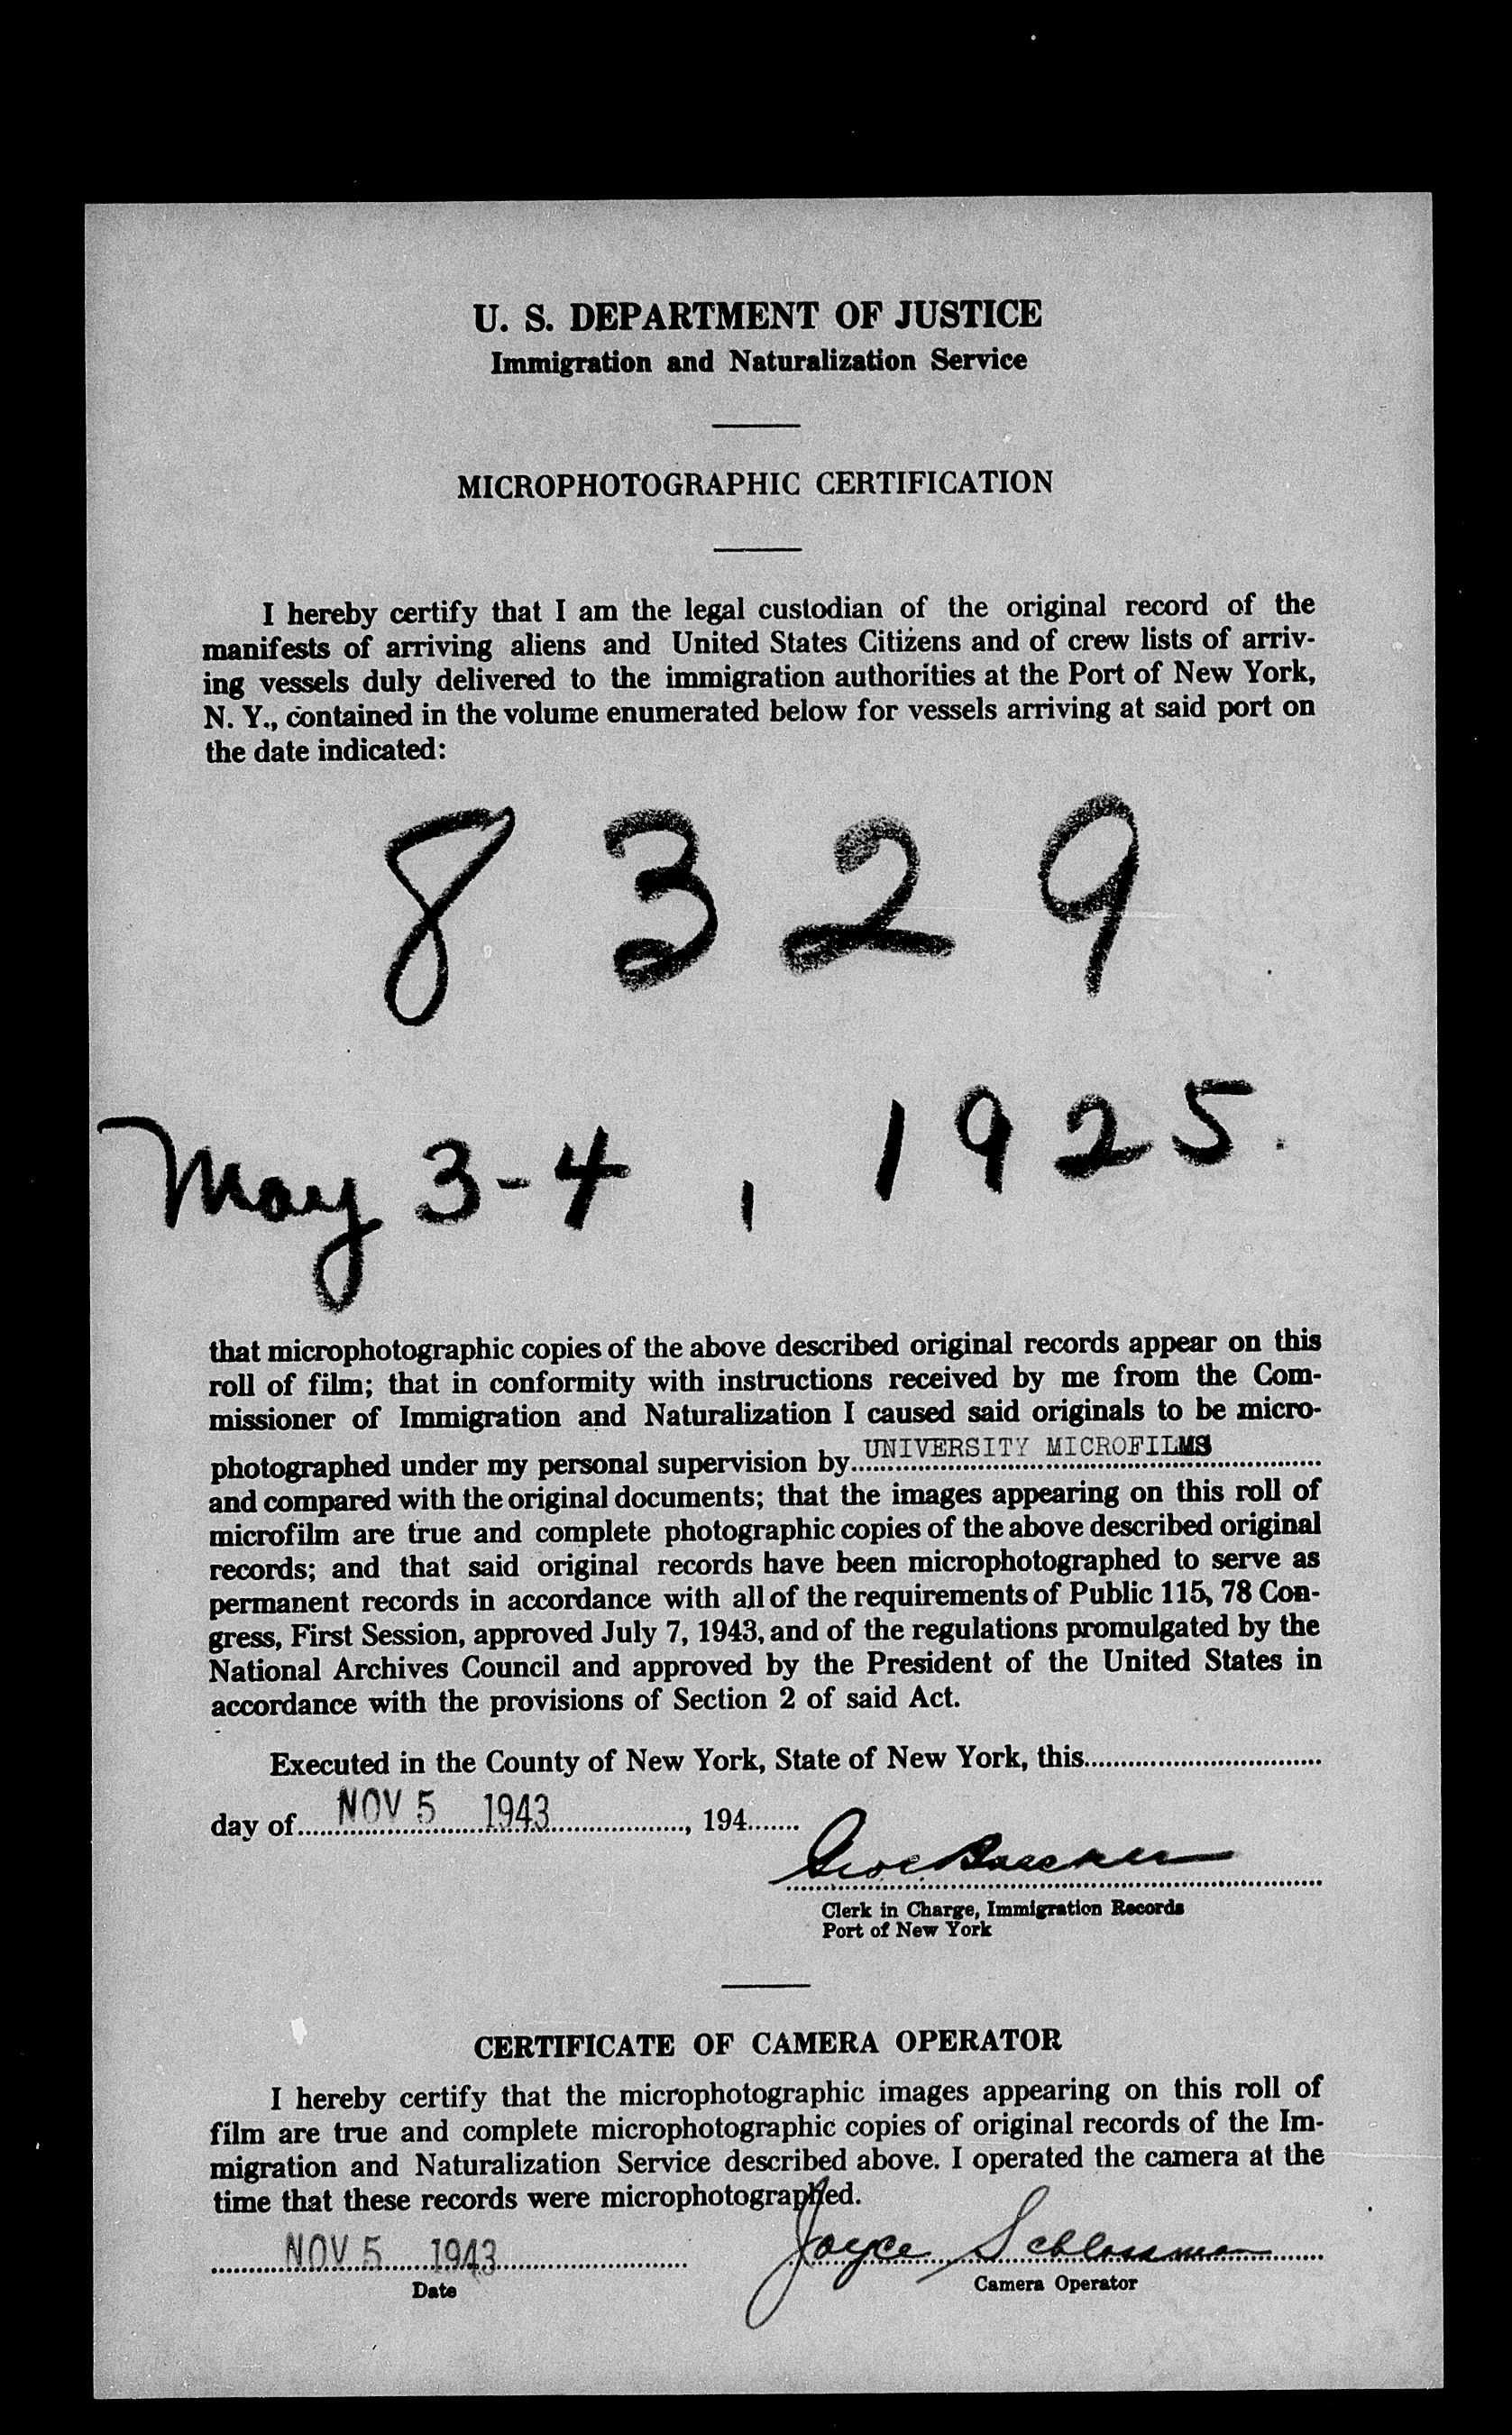 U. S. DEPARTMENT OF JUSTICE
Immigration and Naturalization Service
MICROPHOTOGRAPHIC CERTIFICATION
I hereby certify that I am the legal custodian of the original record of the
manifests of arriving aliens and United States Citizens and of crew lists of arriv-
ing vessels duly delivered to the immigration authorities at the Port of New York,
N. Y., contained in the volume enumerated below for vessels arriving at said port on
the date indicated:
8 3 2 9
May 3-4, 1925.
that microphotographic copies of the above described original records appear on this
roll of film; that in conformity with instructions received by me from the Com-
missioner of Immigration and Naturalization I caused said originals to be micro-
photographed under my personal supervision by UNIVERSITY MICROFILMS
and compared with the original documents; that the images appearing on this roll of
microfilm are true and complete photographic copies of the above described original
records; and that said original records have been microphotographed to serve as
permanent records in accordance with all of the requirements of Public 115, 78 Con-
gress, First Session, approved July 7, 1943, and of the regulations promulgated by the
National Archives Council and approved by the President of the United States in
accordance with the provisions of Section 2 of said Act.
Executed in the County of New York, State of New York, this
day of NOV 5 1943, 194
Clerk in Charge, Immigration Records
Port of New York
CERTIFICATE OF CAMERA OPERATOR
I hereby certify that the microphotographic images appearing on this roll of
film are true and complete microphotographic copies of original records of the Im-
migration and Naturalization Service described above. I operated the camera at the
time that these records were microphotographed.
NOV 5 1943 Joyce
Date Camera Operator